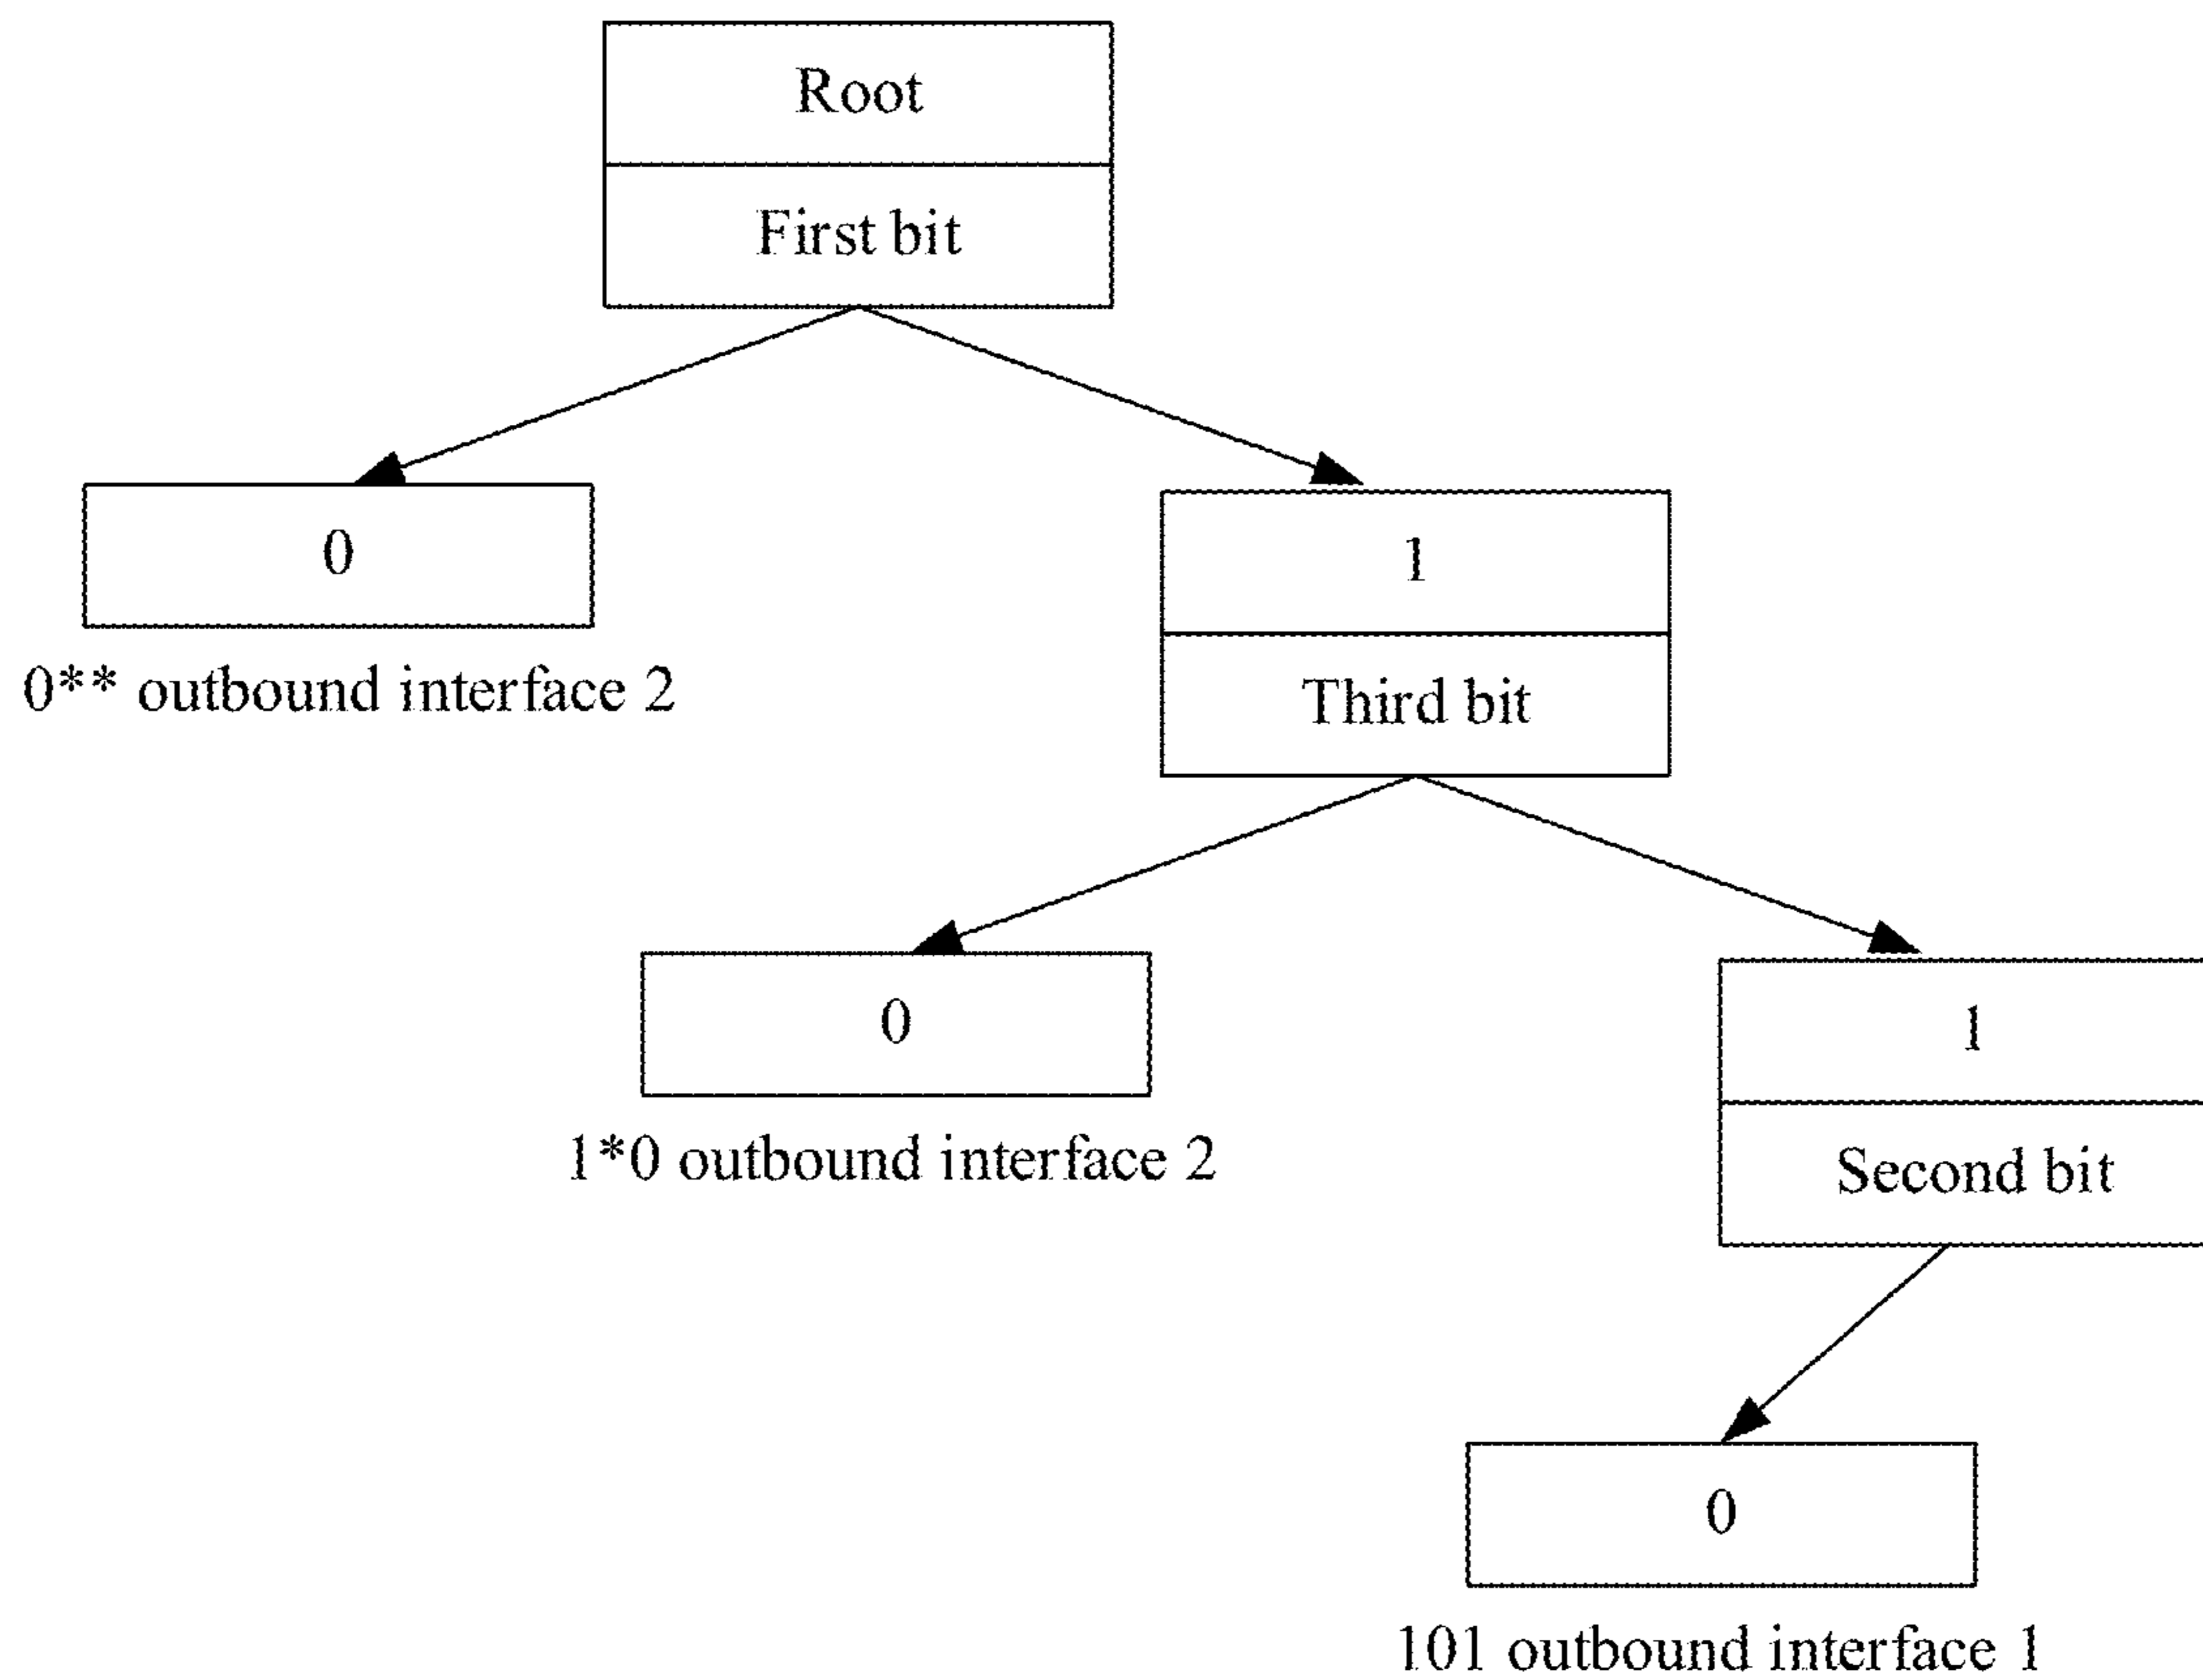 Root
First bit
0
0** outbound interface 2
1
Third bit
0
1*0 outbound interface 2
1
Second bit
0
101 outbound interface 1